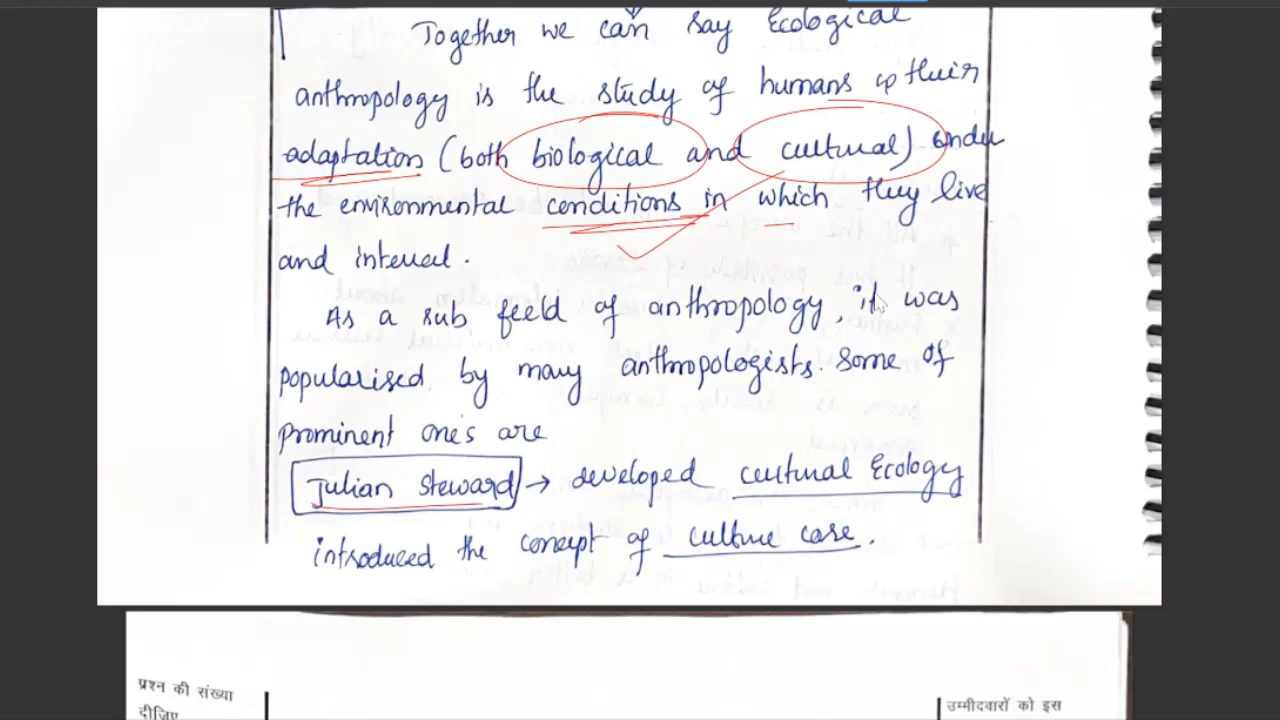 Together we can say Ecological
anthropology is the study of humans & their
adaptation (both biological and cultural) under
the environmental conditions in which they live
and interact.
As a sub feeld of anthropology, it was
popularised by many anthropologists. Some of
prominent one's are
Julian Steward → developed cultural Ecology
introduced the concept of culture core.
प्रश्न की संख्या
दीजिए
उम्मीदवारों को इस